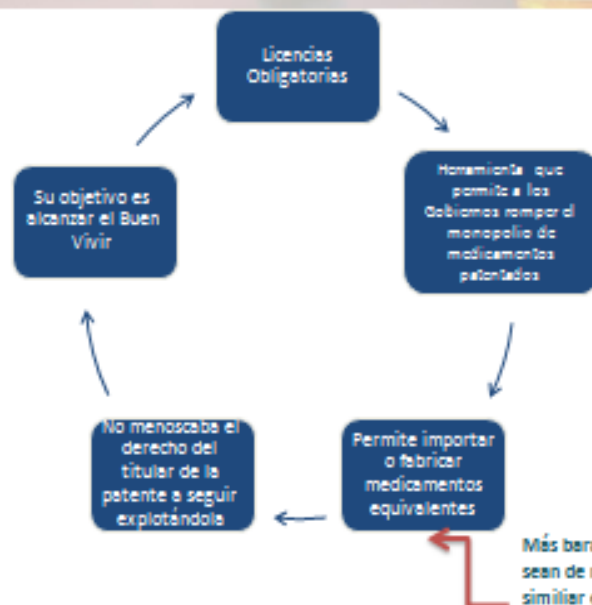 Licencias
Obligatorias
Herramienta que
permite a los
Gobiernos romper el
monopolio de
medicamentos
patentados
Permite importar
o fabricar
medicamentos
equivalentes
Más
sean de
similiar
No menoscaba el
derecho del
titular de la
patente a seguir
explotándola
Su objetivo es
alcanzar el Buen
Vivir